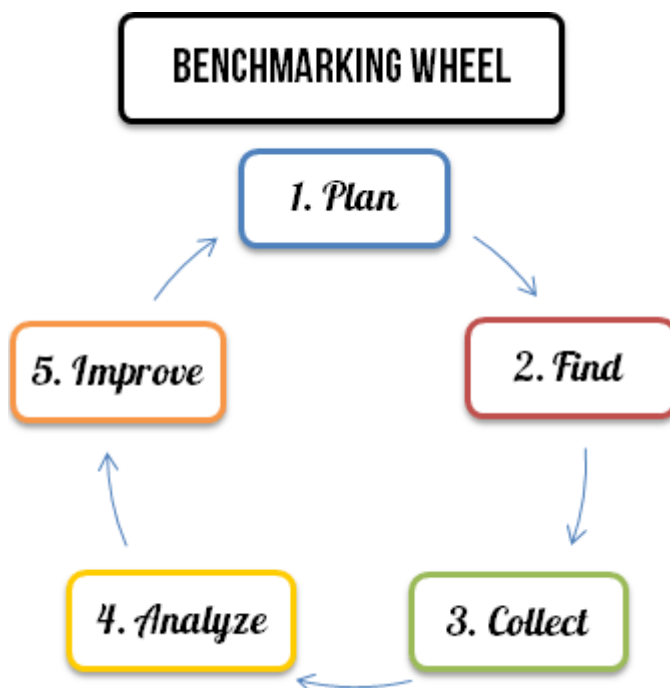 BENCHMARKING WHEEL
1. Plan
2. Find
3. Collect
4. Analyze
5. Improve